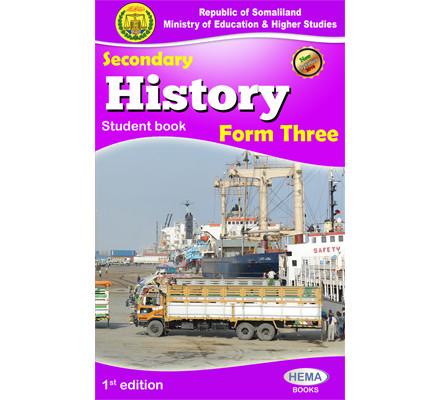 Republic of Somaliland
Ministry of Education & Higher Studies
Secondary
History
Student book
Form Three
SAFETY
1st edition
HEMA
BOOKS